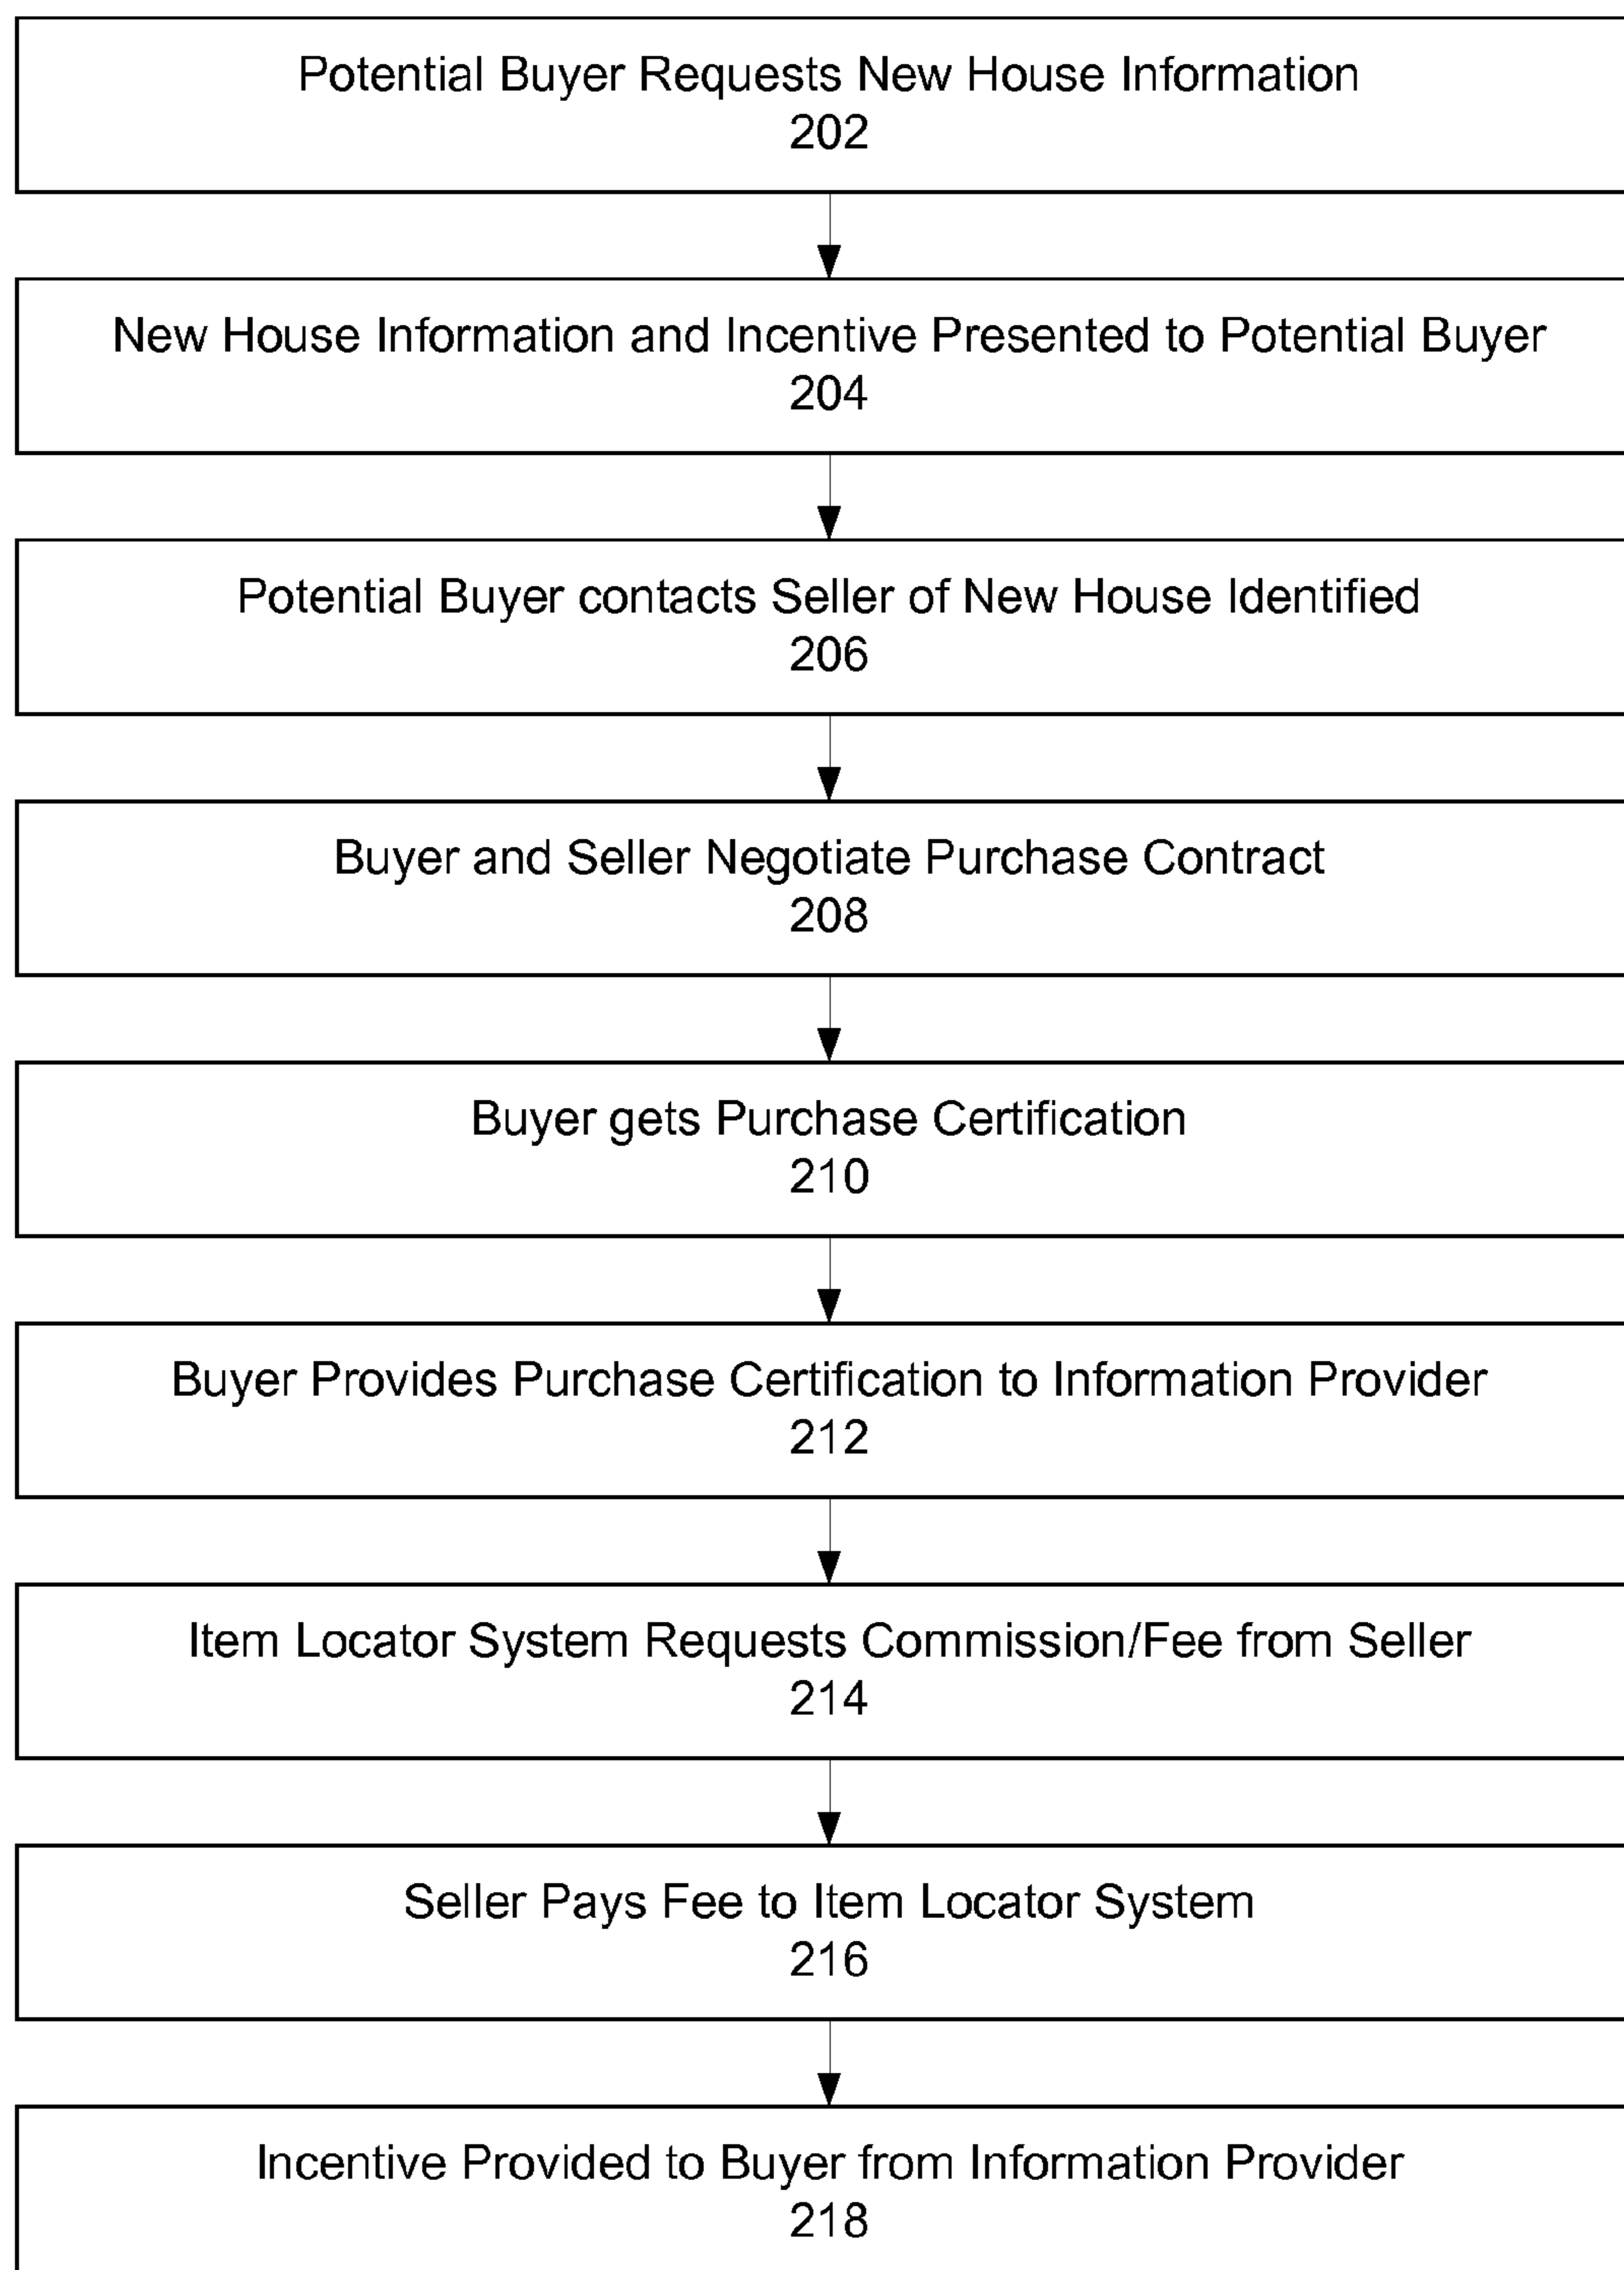 Potential Buyer Requests New House Information
202
New House Information and Incentive Presented to Potential Buyer
204
Potential Buyer contacts Seller of New House Identified
206
Buyer and Seller Negotiate Purchase Contract
208
Buyer gets Purchase Certification
210
Buyer Provides Purchase Certification to Information Provider
212
Item Locator System Requests Commission/Fee from Seller
214
Seller Pays Fee to Item Locator System
216
Incentive Provided to Buyer from Information Provider
218